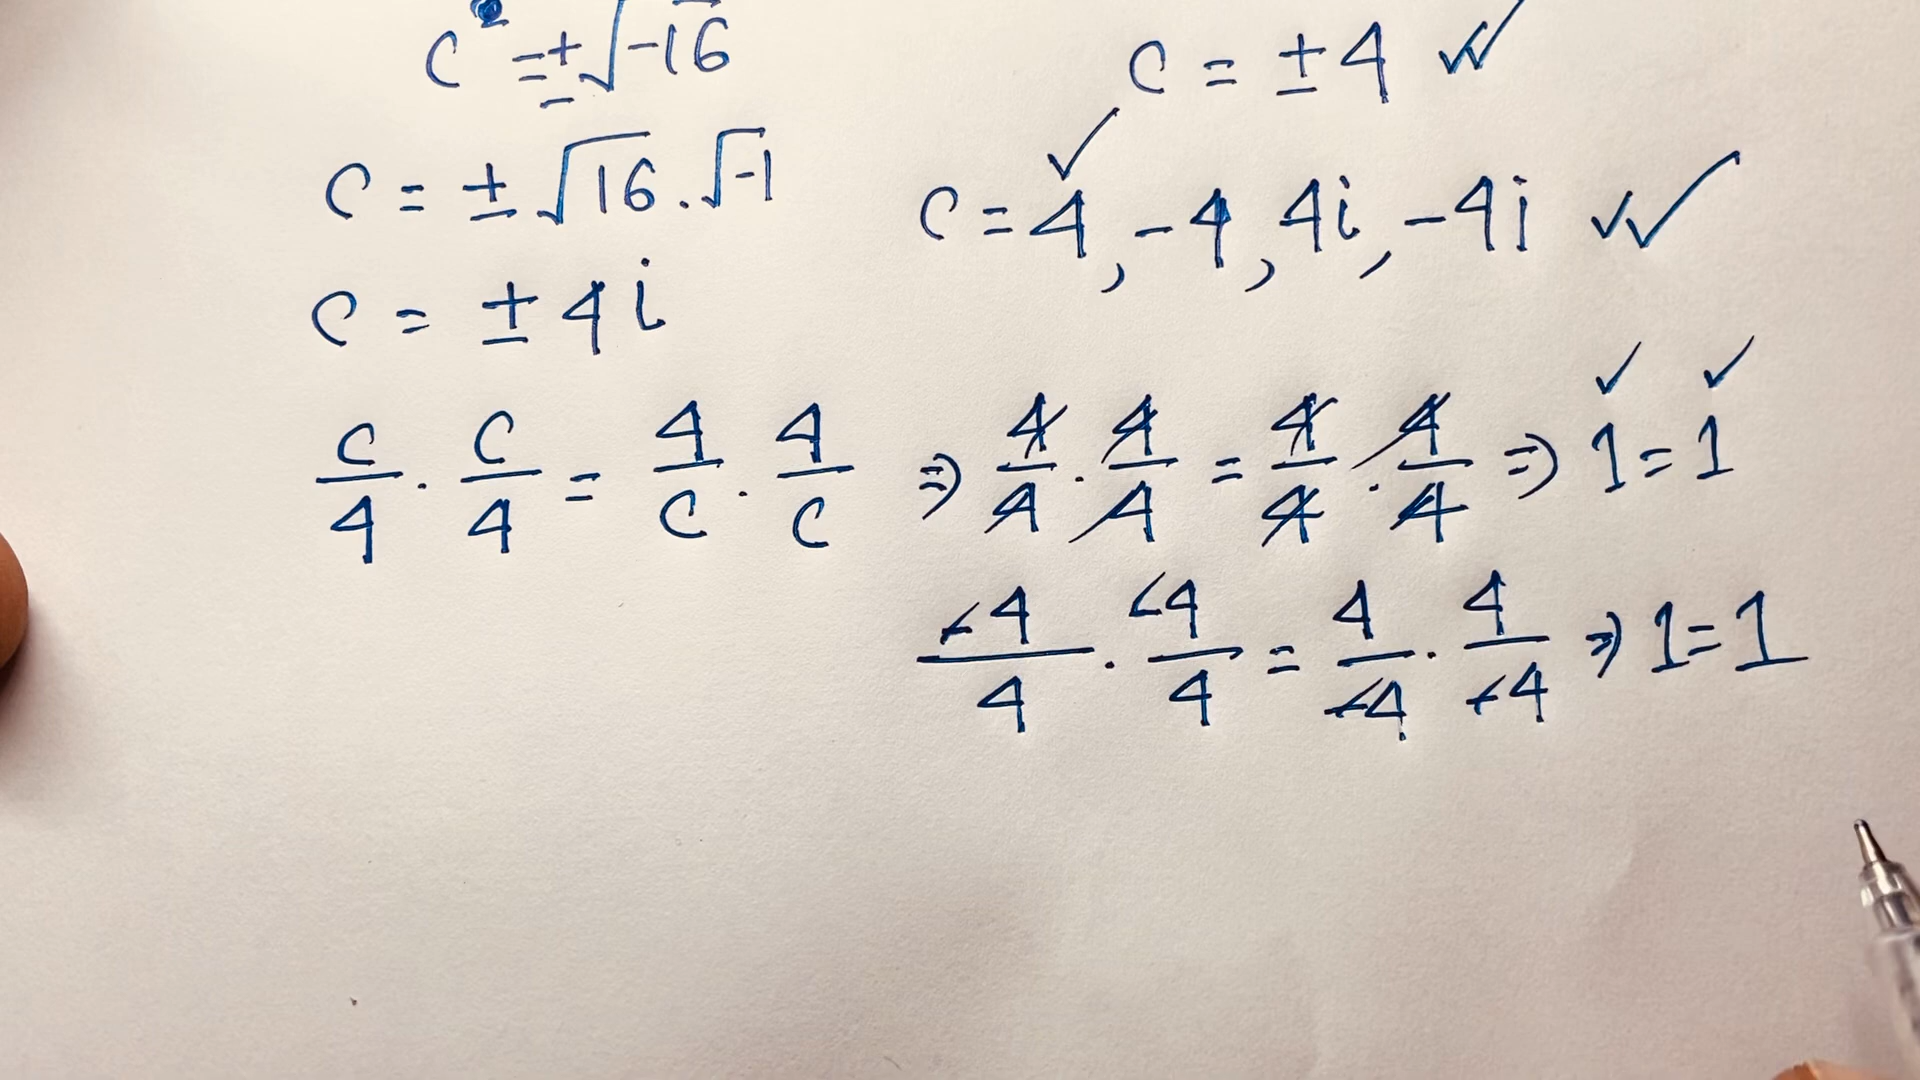 c = ±√-16
c = ±4 ✓✓
c = ±√16.√-1
✓
c = 4, -4, 4i, -4i ✓✓
c = ±4i
✓ ✓
c/4 . c/4 = 4/c . 4/c ⇒ 4/4 . 4/4 = 4/4 . 4/4 ⇒ 1 = 1
-4/4 . -4/4 = 4/-4 . 4/-4 ⇒ 1 = 1